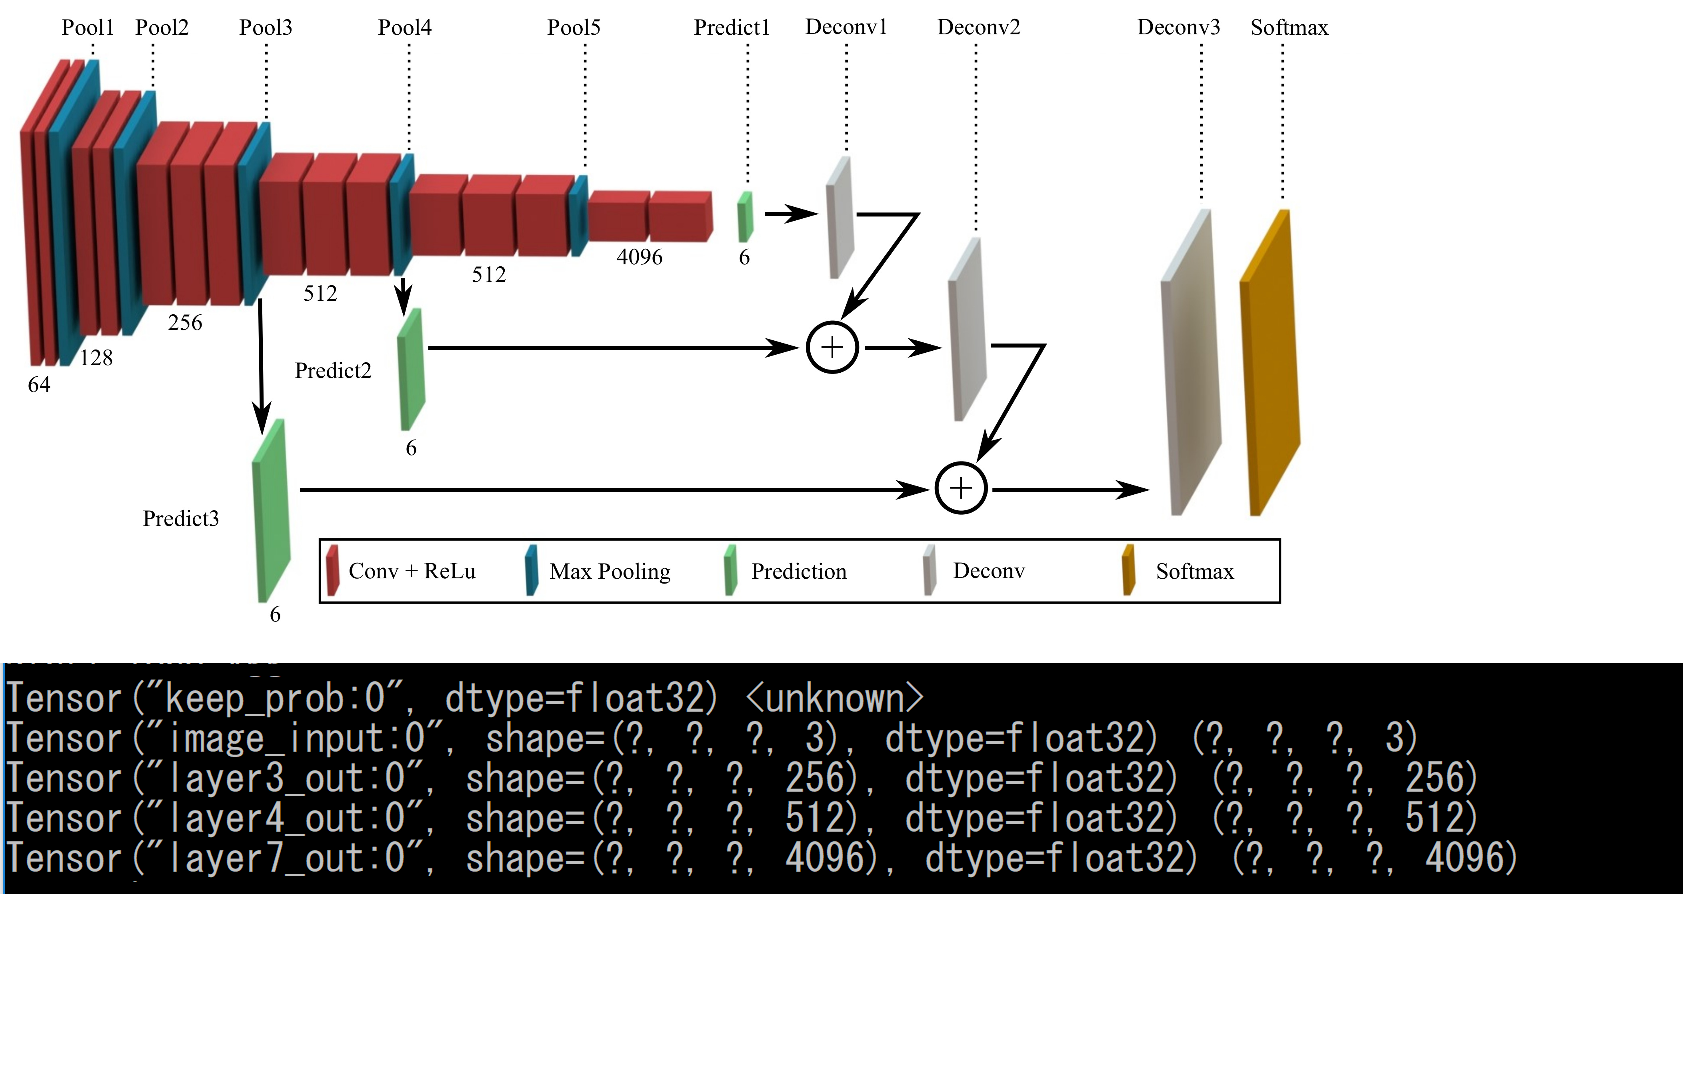 Pool1 Pool2 Pool3 Pool4 Pool5 Predict1 Deconv1 Deconv2 Deconv3 Softmax
4096
6
512
512
256
128
64
Predict2
6
Predict3
6
Conv + ReLu Max Pooling Prediction Deconv Softmax
Tensor("keep_prob:0", dtype=float32) <unknown>
Tensor("image_input:0", shape=(?, ?, ?, 3), dtype=float32) (?, ?, ?, 3)
Tensor("layer3_out:0", shape=(?, ?, ?, 256), dtype=float32) (?, ?, ?, 256)
Tensor("layer4_out:0", shape=(?, ?, ?, 512), dtype=float32) (?, ?, ?, 512)
Tensor("layer7_out:0", shape=(?, ?, ?, 4096), dtype=float32) (?, ?, ?, 4096)